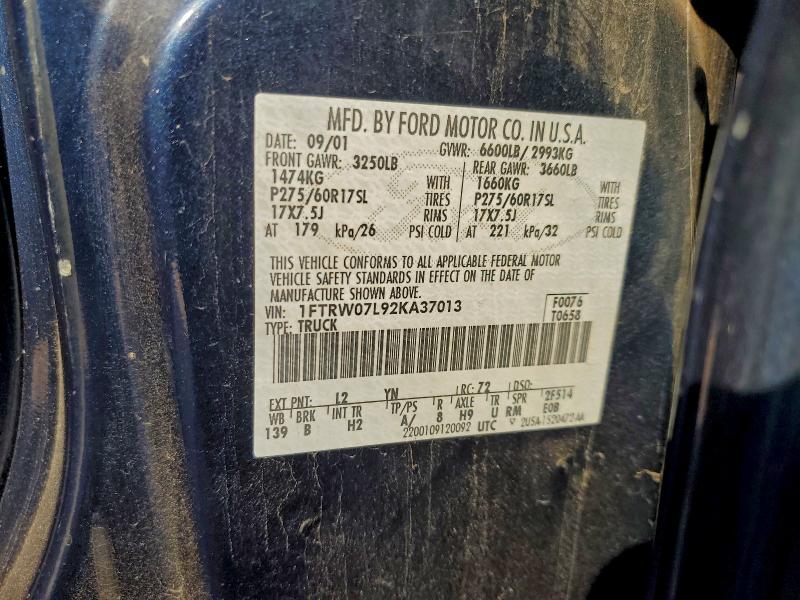 MFD. BY FORD MOTOR CO. IN U.S.A.
DATE: 09/01 GVWR: 6600LB/ 2993KG
FRONT GAWR: 3250LB REAR GAWR: 3660LB
1474KG WITH 1660KG WITH
P275/60R17SL TIRES P275/60R17SL TIRES
17X7.5J RIMS 17X7.5J RIMS
AT 179 kPa/26 PSI COLD AT 221 kPa/32 PSI COLD
THIS VEHICLE CONFORMS TO ALL APPLICABLE FEDERAL MOTOR
VEHICLE SAFETY STANDARDS IN EFFECT ON THE DATE OF
MANUFACTURE SHOWN ABOVE.
VIN: 1FTRW07L92KA37013 F0076
TYPE: TRUCK T0658
EXT PNT: L2 YN RC: 72 DSO:
WB BRK INT TR TP/PS R AXLE TR SPR 2F514
139 B H2 A/ 8 H9 U RM EOB
2200109120092 UTC 2U5A-1520472-AA